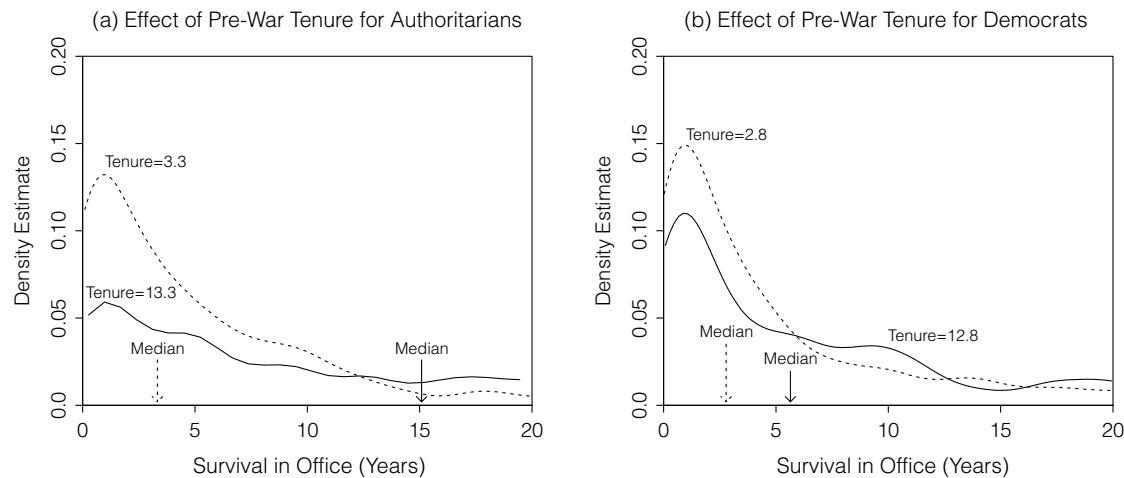 (a) Effect of Pre-War Tenure for Authoritarians
Density Estimate
0.20
0.15
0.10
0.05
0.0
Tenure=3.3
Tenure=13.3
Median
Median
0 5 10 15 20
Survival in Office (Years)
(b) Effect of Pre-War Tenure for Democrats
Density Estimate
0.20
0.15
0.10
0.05
0.0
Tenure=2.8
Tenure=12.8
Median
Median
0 5 10 15 20
Survival in Office (Years)